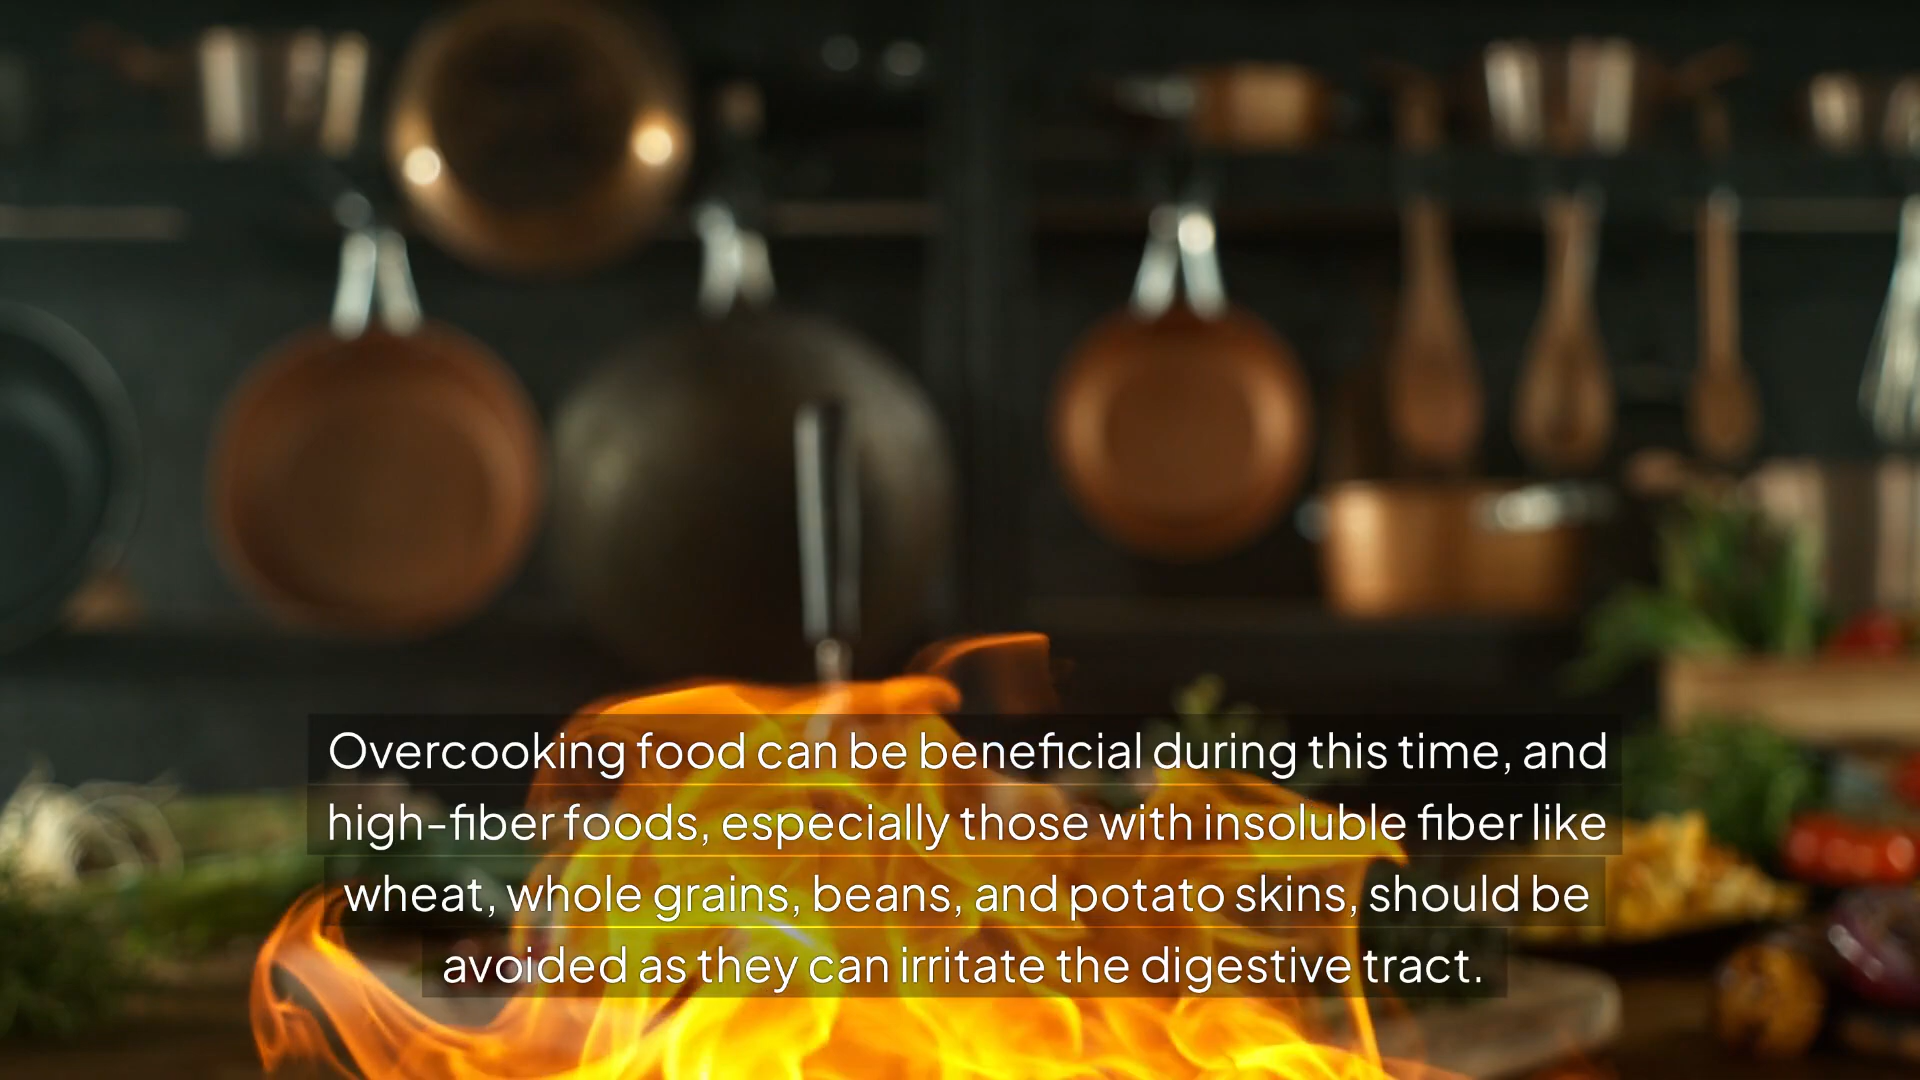 Overcooking food can be beneficial during this time, and
high-fiber foods, especially those with insoluble fiber like
wheat, whole grains, beans, and potato skins, should be
avoided as they can irritate the digestive tract.